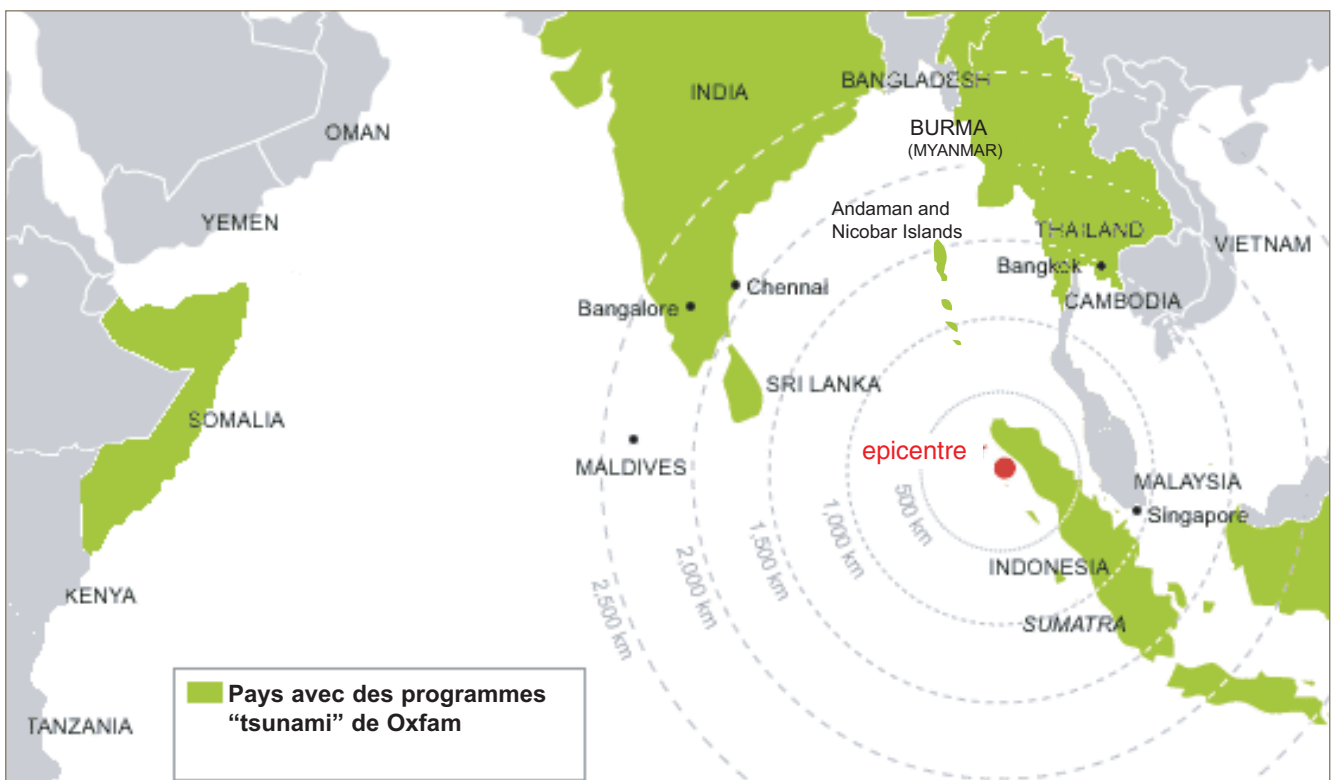 BANGLADESH
INDIA
OMAN
BURMA
(MYANMAR)
YEMEN
Andaman and
Nicobar Islands
THAILAND
VIETNAM
Bangkok
Chennai
CAMBODIA
Bangalore
SRI LANKA
SOMALIA
epicentre
MALDIVES
MALAYSIA
Singapore
500 km
1,000 km
1,500 km
2,000 km
2,500 km
INDONESIA
KENYA
SUMATRA
Pays avec des programmes
“tsunami” de Oxfam
TANZANIA